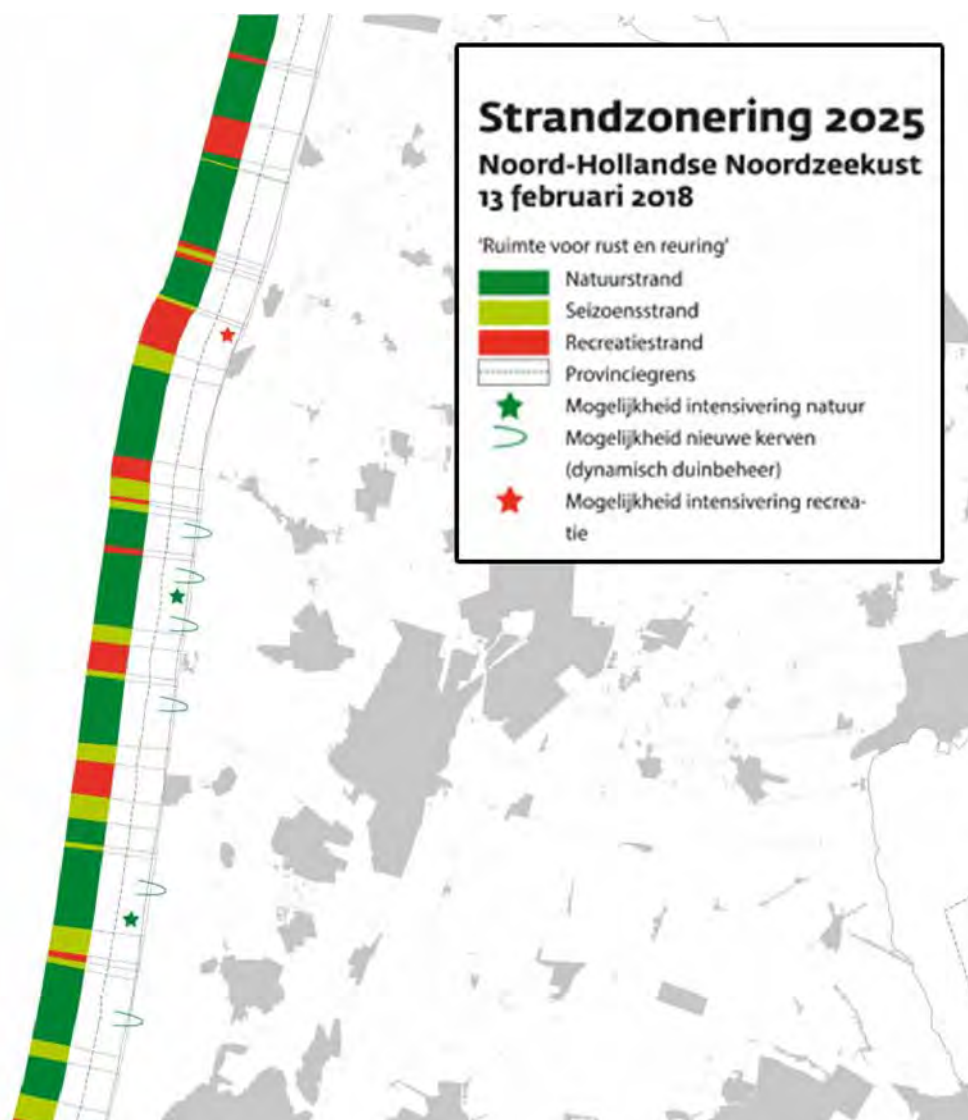 Strandzonering 2025
Noord-Hollandse Noordzeekust
13 februari 2018
'Ruimte voor rust en reuring'
Natuurstrand
Seizoensstrand
Recreatiestrand
Provinciegrens
Mogelijkheid intensivering natuur
Mogelijkheid nieuwe kerven
(dynamisch duinbeheer)
Mogelijkheid intensivering recrea-
tie